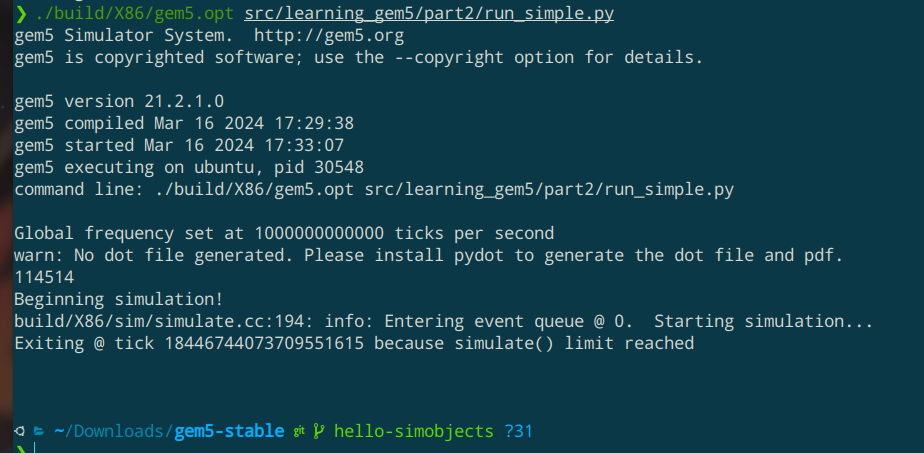 ❯ ./build/X86/gem5.opt src/learning_gem5/part2/run_simple.py
gem5 Simulator System.  http://gem5.org
gem5 is copyrighted software; use the --copyright option for details.

gem5 version 21.2.1.0
gem5 compiled Mar 16 2024 17:29:38
gem5 started Mar 16 2024 17:33:07
gem5 executing on ubuntu, pid 30548
command line: ./build/X86/gem5.opt src/learning_gem5/part2/run_simple.py

Global frequency set at 1000000000000 ticks per second
warn: No dot file generated. Please install pydot to generate the dot file and pdf.
114514
Beginning simulation!
build/X86/sim/simulate.cc:194: info: Entering event queue @ 0.  Starting simulation...
Exiting @ tick 18446744073709551615 because simulate() limit reached

~/Downloads/gem5-stable git hello-simobjects ?31
❯